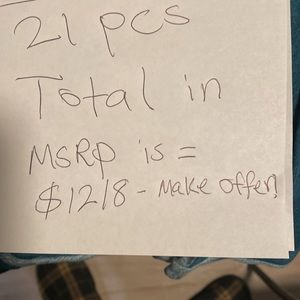 21 pcs
Total in
MSRP is =
$1218 - Make offer!